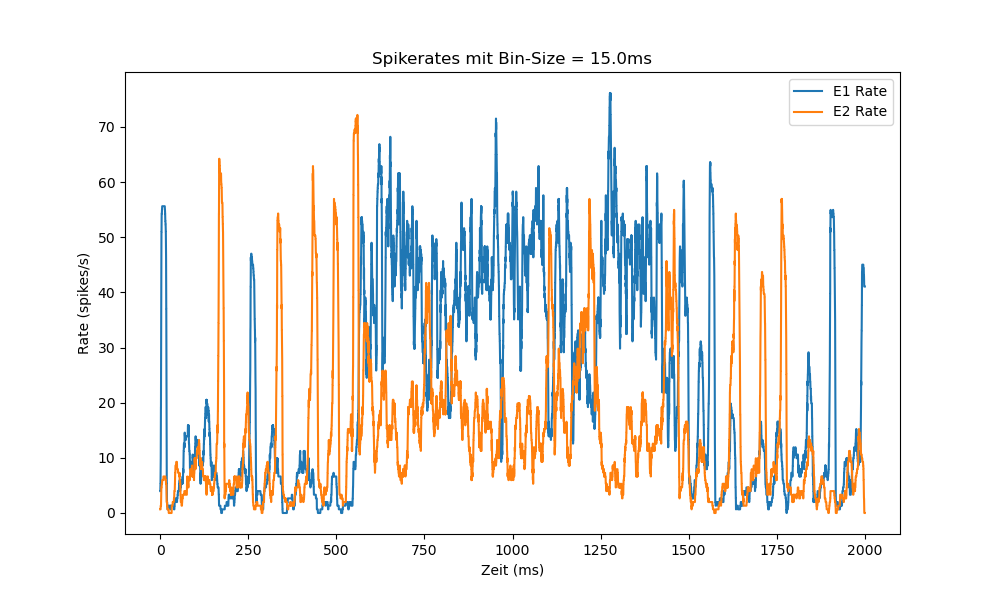 Spikerates mit Bin-Size = 15.0ms
E1 Rate
E2 Rate
70
60
50
40
30
20
10
0
Rate (spikes/s)
0 250 500 750 1000 1250 1500 1750 2000
Zeit (ms)